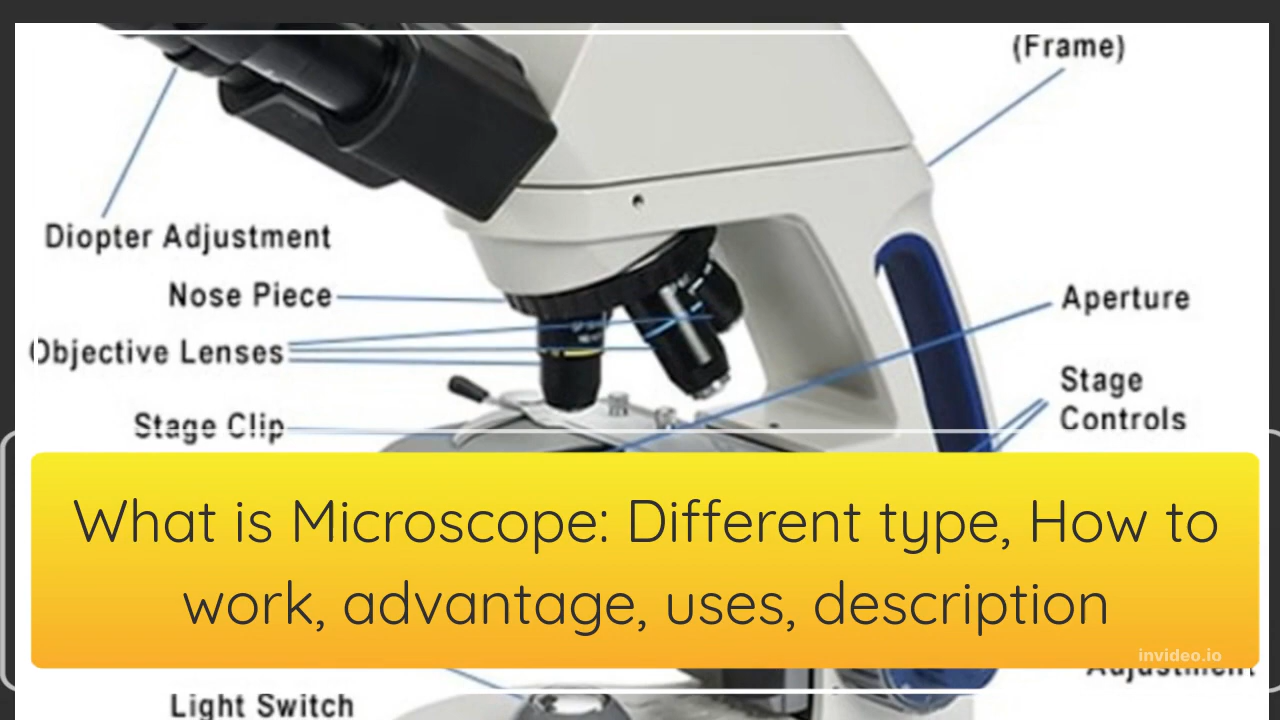 (Frame)
Diopter Adjustment
Nose Piece
Aperture
Objective Lenses
Stage
Controls
Stage Clip
What is Microscope: Different type, How to
work, advantage, uses, description
invideo.io
Adjustment
Light Switch